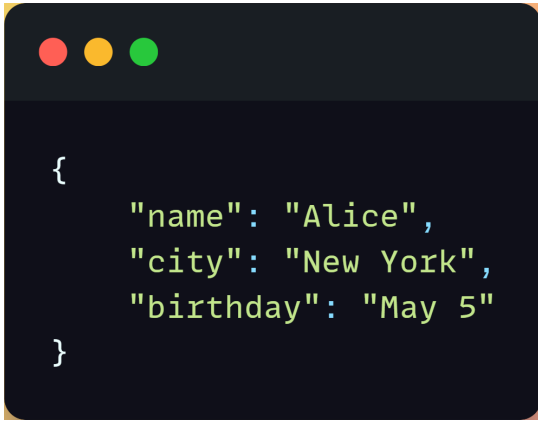 {
    "name": "Alice",
    "city": "New York",
    "birthday": "May 5"
}